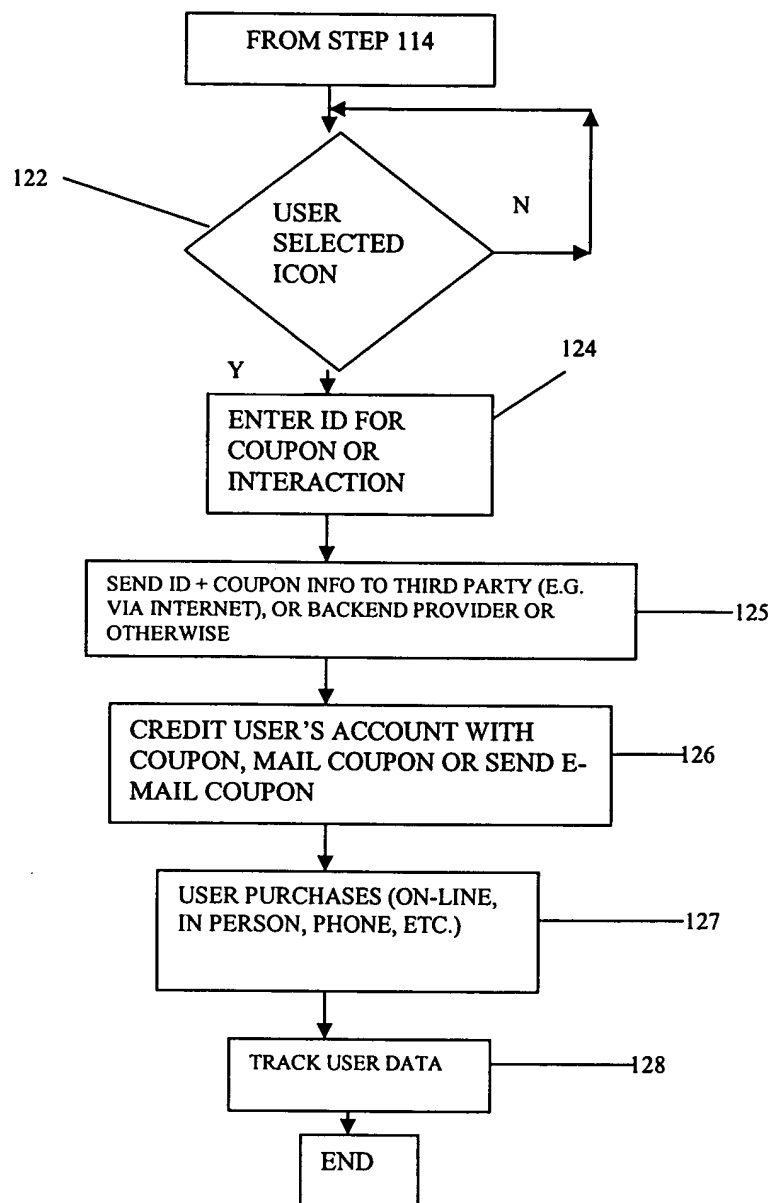 FROM STEP 114
122
USER
SELECTED
ICON
N
Y
124
ENTER ID FOR
COUPON OR
INTERACTION
SEND ID + COUPON INFO TO THIRD PARTY (E.G.
VIA INTERNET), OR BACKEND PROVIDER OR
OTHERWISE
125
CREDIT USER'S ACCOUNT WITH
COUPON, MAIL COUPON OR SEND E-
MAIL COUPON
126
USER PURCHASES (ON-LINE,
IN PERSON, PHONE, ETC.)
127
TRACK USER DATA
128
END